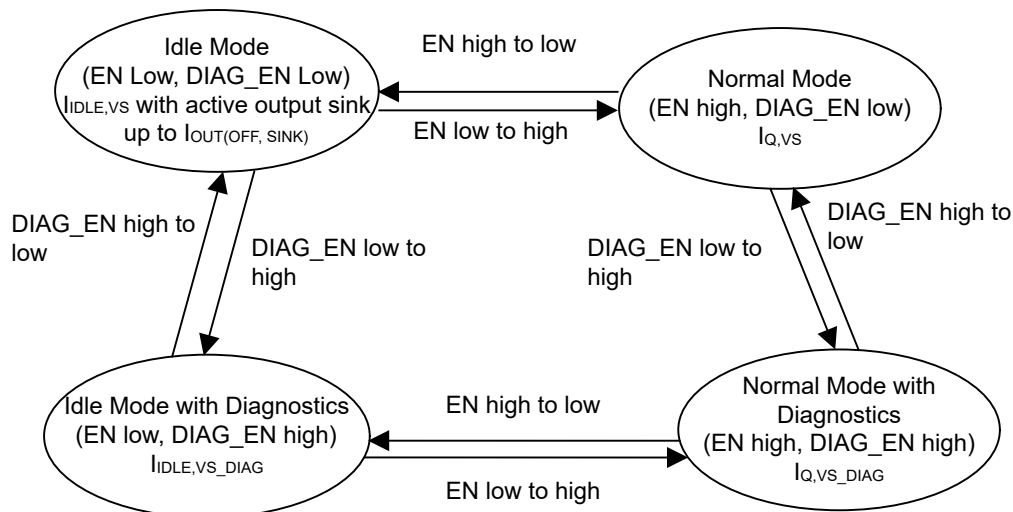 Idle Mode
(EN Low, DIAG_EN Low)
IIDLE,VS with active output sink
up to IOUT(OFF, SINK)
EN high to low
EN low to high
Normal Mode
(EN high, DIAG_EN low)
IQ,VS
DIAG_EN high to
low
DIAG_EN low to
high
DIAG_EN low to
high
DIAG_EN high to
low
Idle Mode with Diagnostics
(EN low, DIAG_EN high)
IIDLE,VS_DIAG
EN high to low
EN low to high
Normal Mode with
Diagnostics
(EN high, DIAG_EN high)
IQ,VS_DIAG